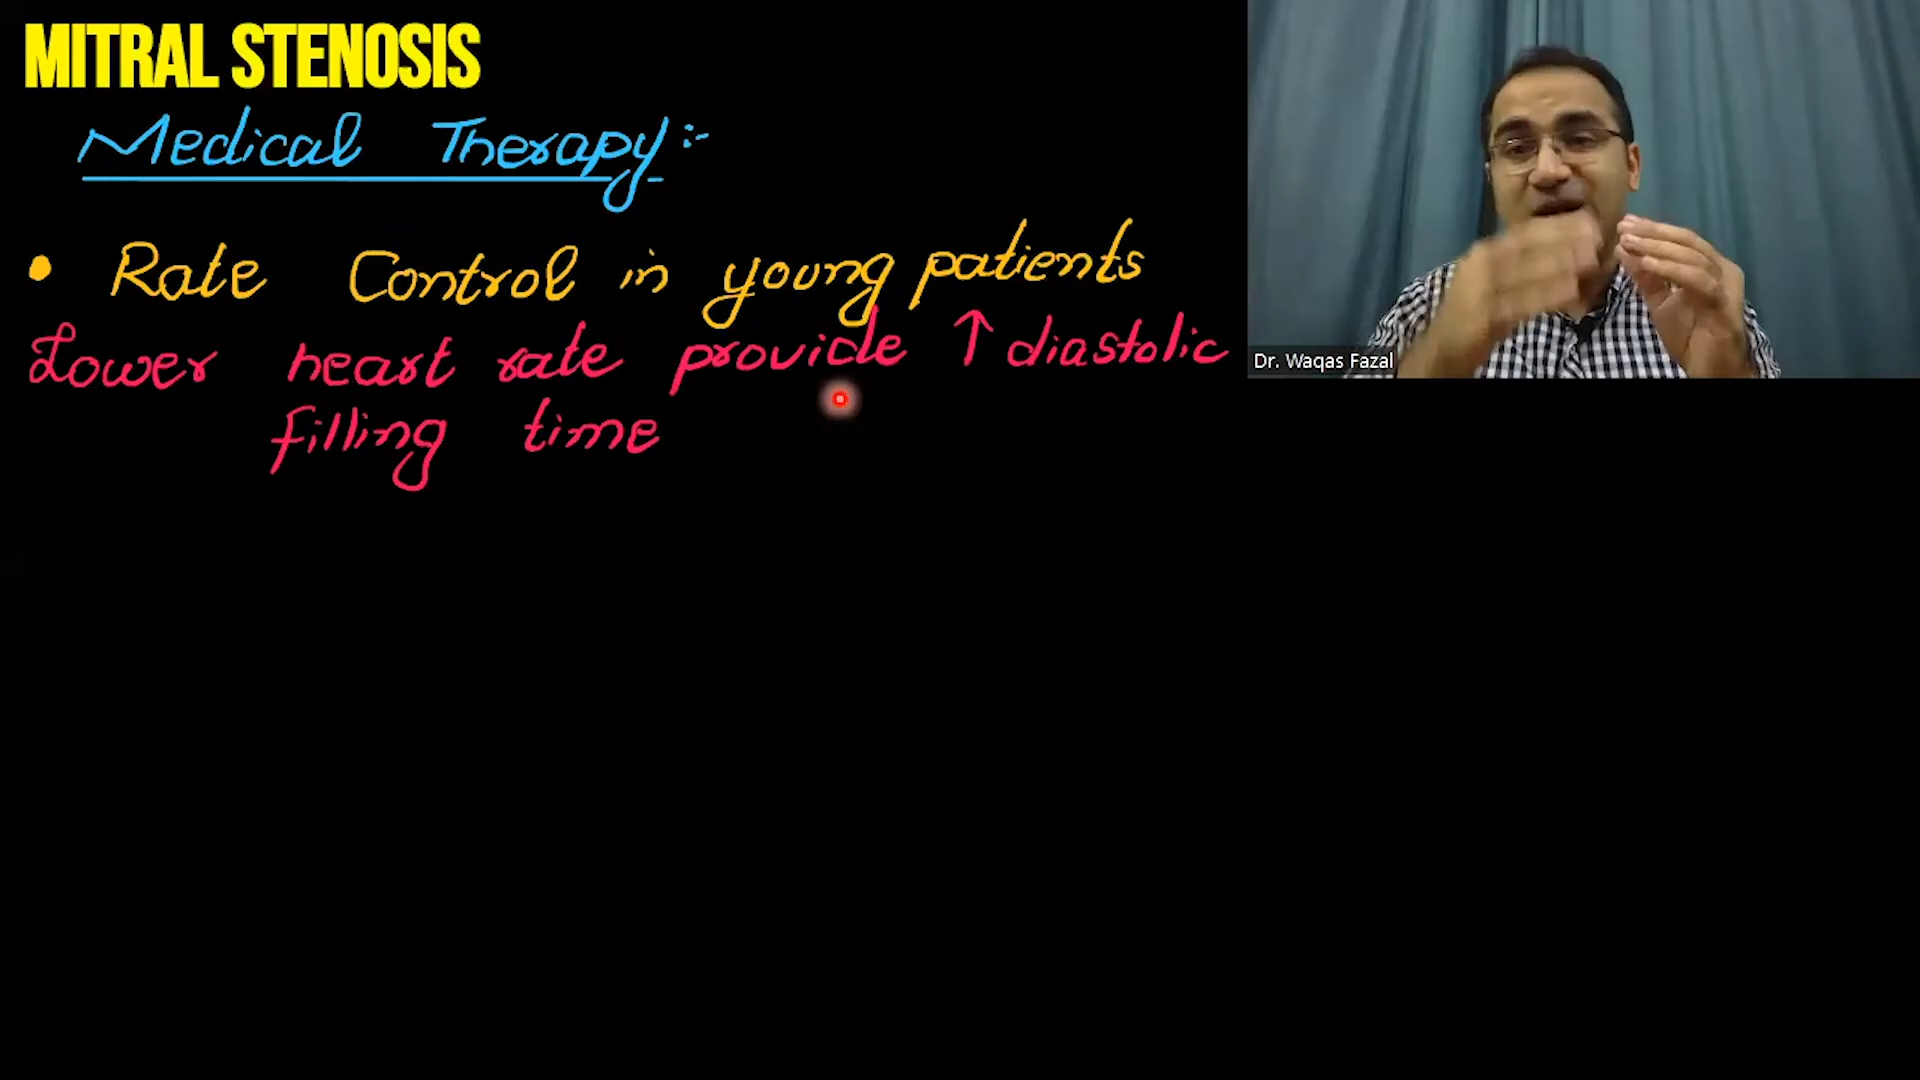 MITRAL STENOSIS
Medical Therapy:-
• Rate Control in young patients
Lower heart rate provide ↑ diastolic
filling time
Dr. Waqas Fazal